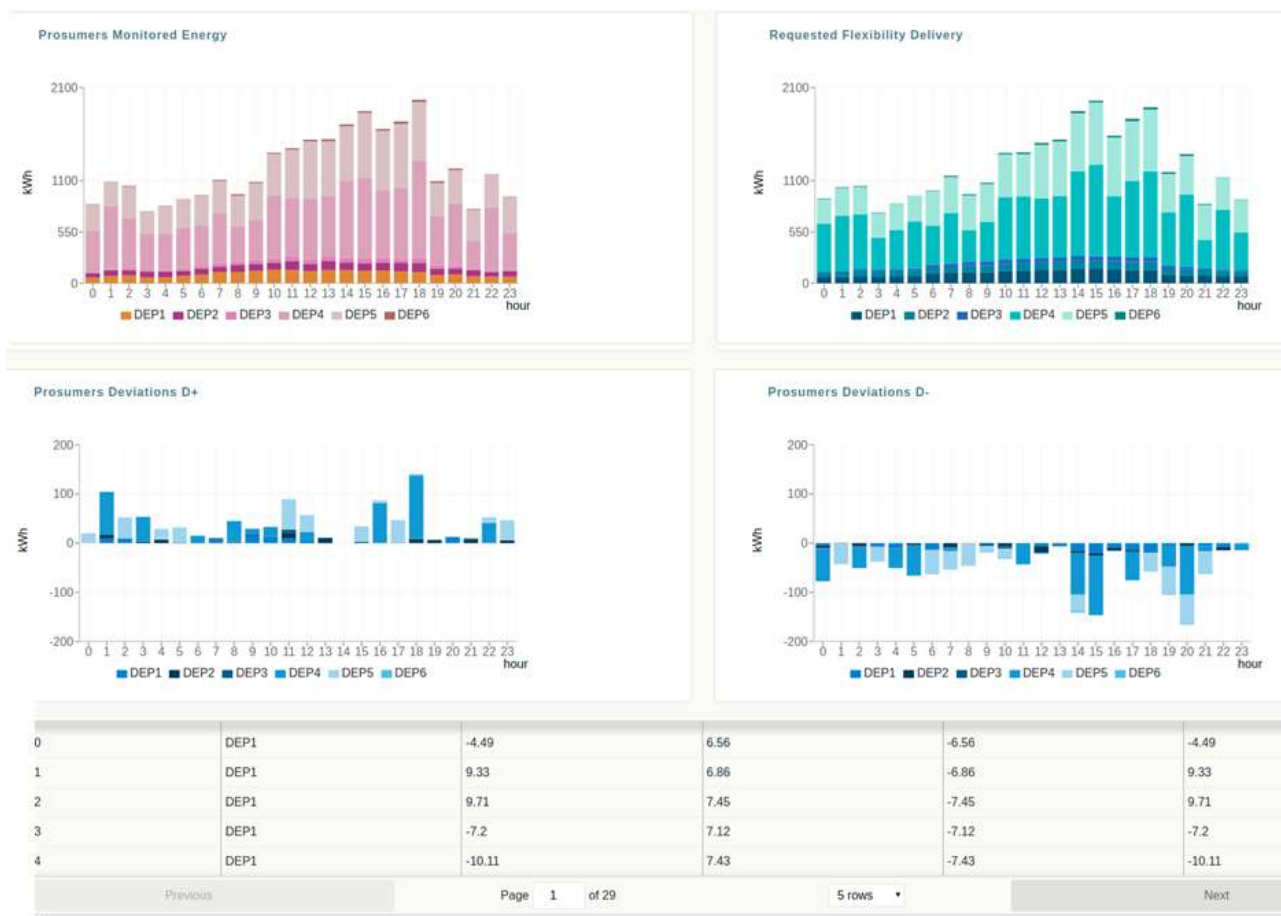 Prosumers Monitored Energy
2100
1100
550
0
kWh
0 1 2 3 4 5 6 7 8 9 10 11 12 13 14 15 16 17 18 19 20 21 22 23
hour
DEP1 DEP2 DEP3 DEP4 DEP5 DEP6
Requested Flexibility Delivery
2100
1100
550
0
kWh
0 1 2 3 4 5 6 7 8 9 10 11 12 13 14 15 16 17 18 19 20 21 22 23
hour
DEP1 DEP2 DEP3 DEP4 DEP5 DEP6
Prosumers Deviations D+
200
100
0
-100
-200
kWh
0 1 2 3 4 5 6 7 8 9 10 11 12 13 14 15 16 17 18 19 20 21 22 23
hour
DEP1 DEP2 DEP3 DEP4 DEP5 DEP6
Prosumers Deviations D-
200
100
0
-100
-200
kWh
0 1 2 3 4 5 6 7 8 9 10 11 12 13 14 15 16 17 18 19 20 21 22 23
hour
DEP1 DEP2 DEP3 DEP4 DEP5 DEP6
0 DEP1 -4.49 6.56 -6.56 -4.49
1 DEP1 9.33 6.86 -6.86 9.33
2 DEP1 9.71 7.45 -7.45 9.71
3 DEP1 -7.2 7.12 -7.12 -7.2
4 DEP1 -10.11 7.43 -7.43 -10.11
Previous Page 1 of 29 5 rows Next